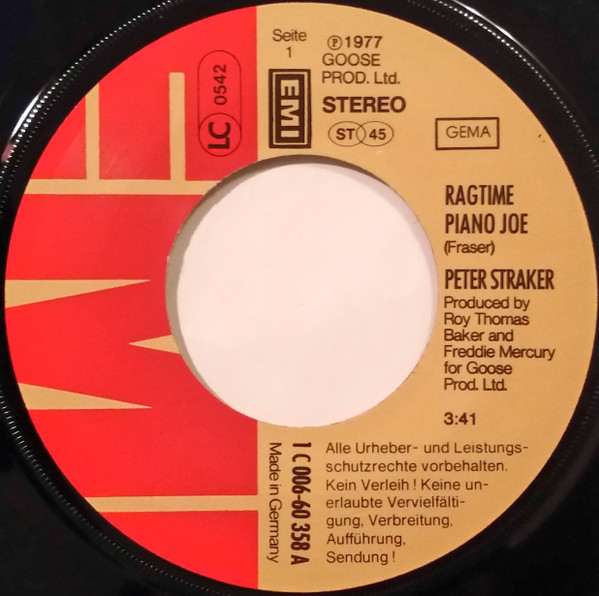 Seite
1
Ⓟ1977
GOOSE
PROD. Ltd.
LC 0542
EMI
STEREO
ST 45
GEMA
RAGTIME
PIANO JOE
(Fraser)
PETER STRAKER
Produced by
Roy Thomas
Baker and
Freddie Mercury
for Goose
Prod. Ltd.
3:41
1 C 006-60 358 A
Made in Germany
Alle Urheber- und Leistungs-
schutzrechte vorbehalten.
Kein Verleih! Keine un-
erlaubte Vervielfälti-
gung, Verbreitung,
Aufführung,
Sendung!